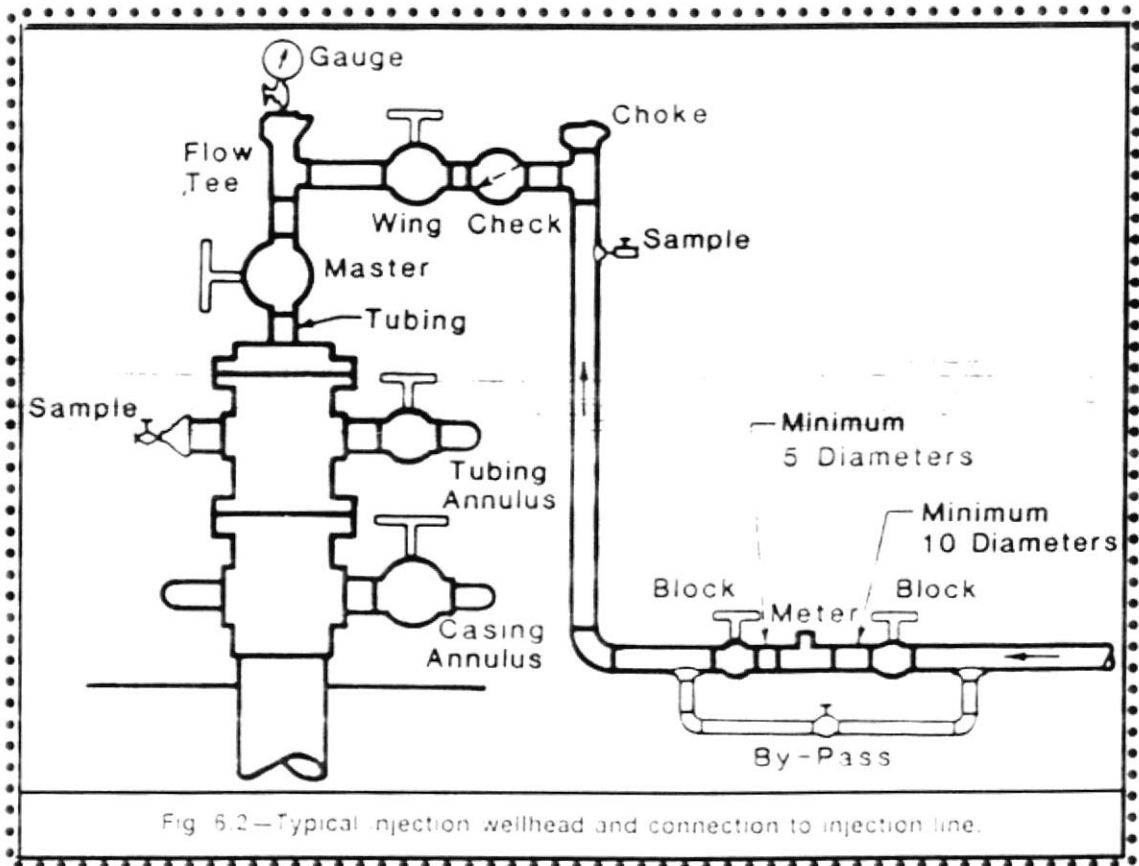 Gauge
Choke
Flow
Tee
Wing Check
Sample
Master
Tubing
Sample
Minimum
5 Diameters
Tubing
Annulus
Minimum
10 Diameters
Block
Meter
Block
Casing
Annulus
By-Pass
Fig. 6.2—Typical injection wellhead and connection to injection line.